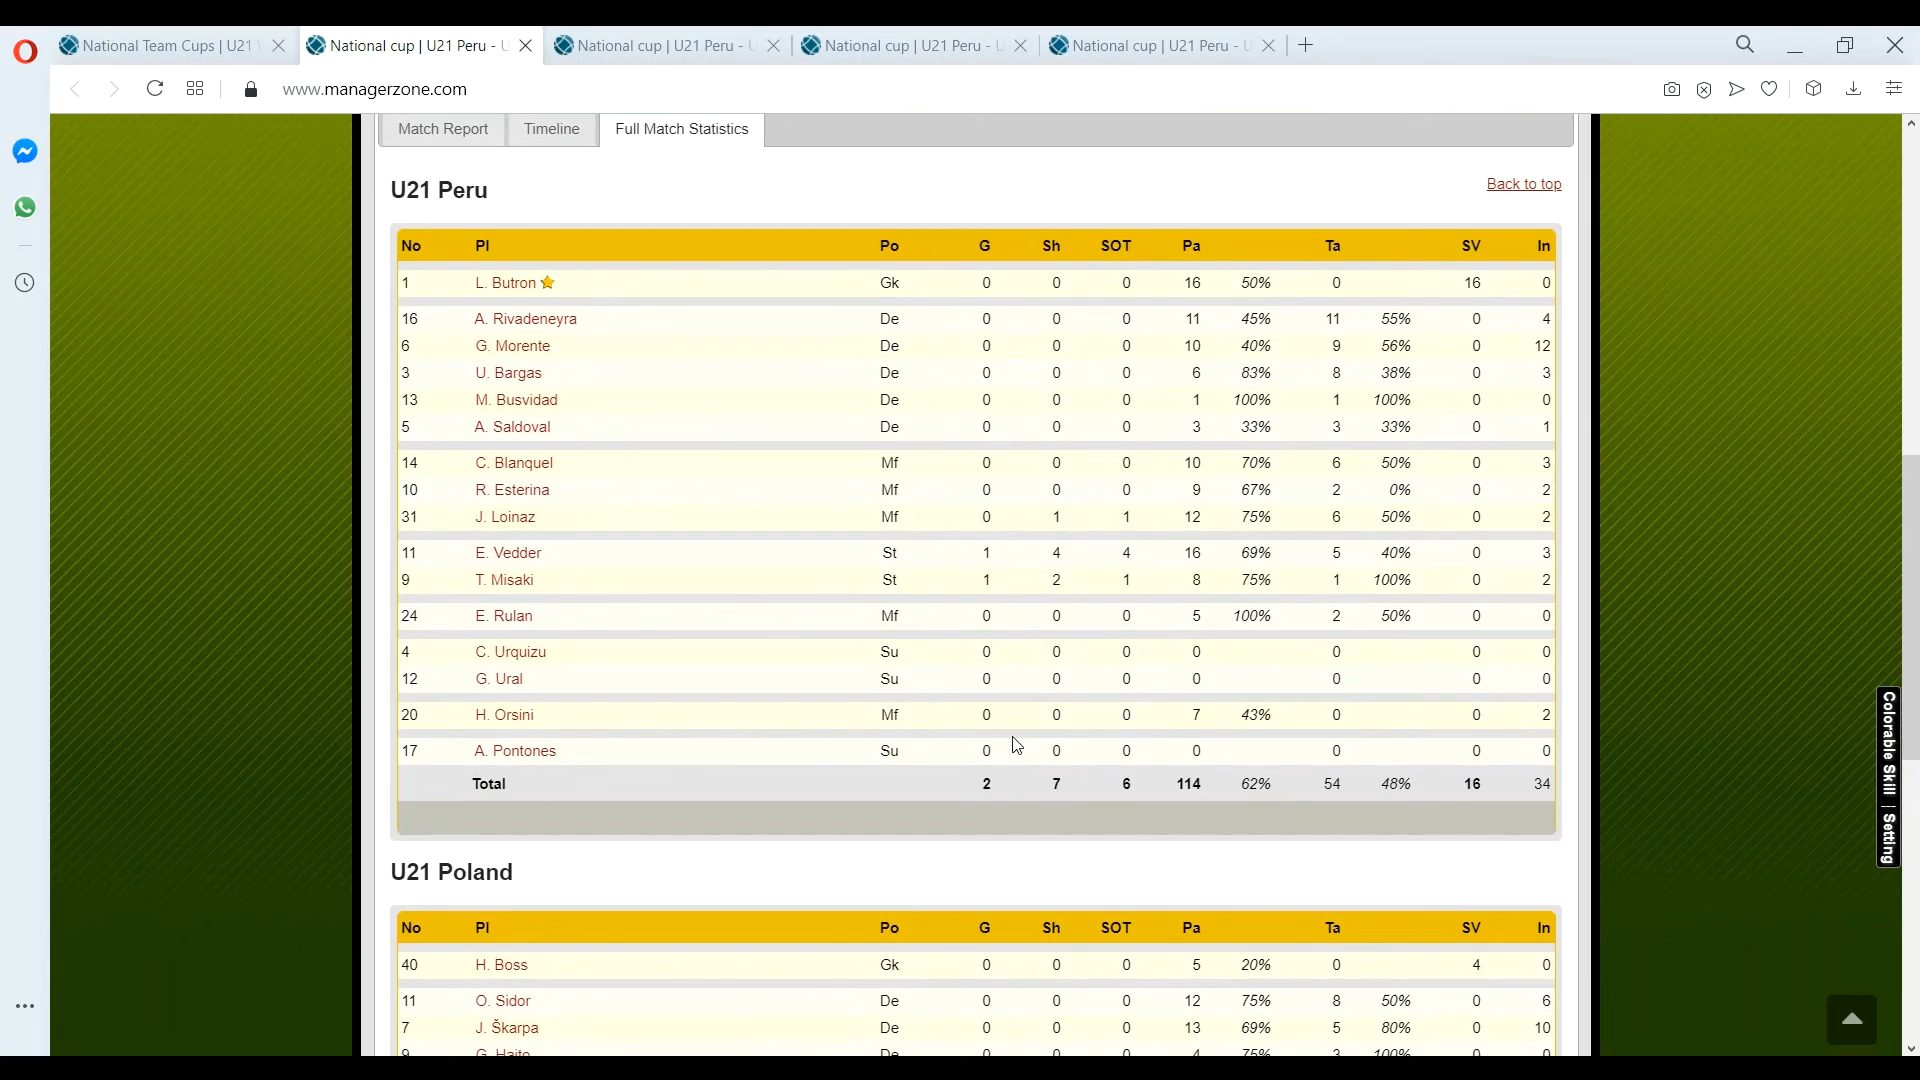 National Team Cups | U21
National cup | U21 Peru -
National cup | U21 Peru -
National cup | U21 Peru -
National cup | U21 Peru -
www.managerzone.com
Match Report Timeline Full Match Statistics
U21 Peru
Back to top
No Pl Po G Sh SOT Pa Ta SV In
1 L. Butron Gk 0 0 0 16 50% 0 16 0
16 A. Rivadeneyra De 0 0 0 11 45% 11 55% 0 4
6 G. Morente De 0 0 0 10 40% 9 56% 0 12
3 U. Bargas De 0 0 0 6 83% 8 38% 0 3
13 M. Busvidad De 0 0 0 1 100% 1 100% 0 0
5 A. Saldoval De 0 0 0 3 33% 3 33% 0 1
14 C. Blanquel Mf 0 0 0 10 70% 6 50% 0 3
10 R. Esterina Mf 0 0 0 9 67% 2 0% 0 2
31 J. Loinaz Mf 0 1 1 12 75% 6 50% 0 2
11 E. Vedder St 1 4 4 16 69% 5 40% 0 3
9 T. Misaki St 1 2 1 8 75% 1 100% 0 2
24 E. Rulan Mf 0 0 0 5 100% 2 50% 0 0
4 C. Urquizu Su 0 0 0 0 0 0 0
12 G. Ural Su 0 0 0 0 0 0 0
20 H. Orsini Mf 0 0 0 7 43% 0 0 2
17 A. Pontones Su 0 0 0 0 0 0 0
Total 2 7 6 114 62% 54 48% 16 34
Colorable Skill | Setting
U21 Poland
No Pl Po G Sh SOT Pa Ta SV In
40 H. Boss Gk 0 0 0 5 20% 0 4 0
11 O. Sidor De 0 0 0 12 75% 8 50% 0 6
7 J. Škarpa De 0 0 0 13 69% 5 80% 0 10
9 De 0 0 0 4 75% 3 100% 0 0